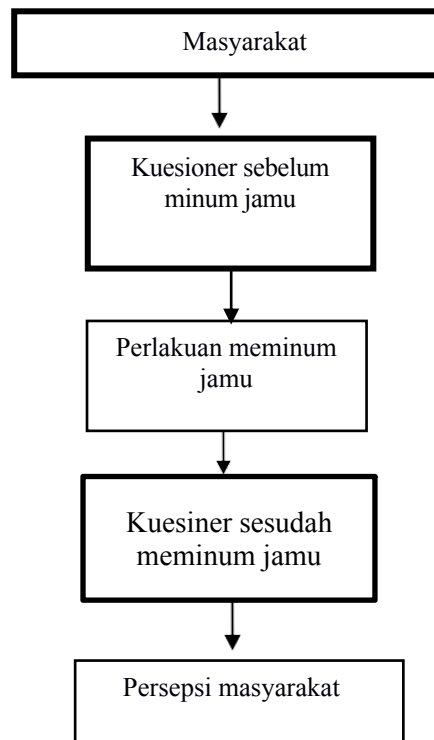 Masyarakat
Kuesioner sebelum
minum jamu
Perlakuan meminum
jamu
Kuesiner sesudah
meminum jamu
Persepsi masyarakat